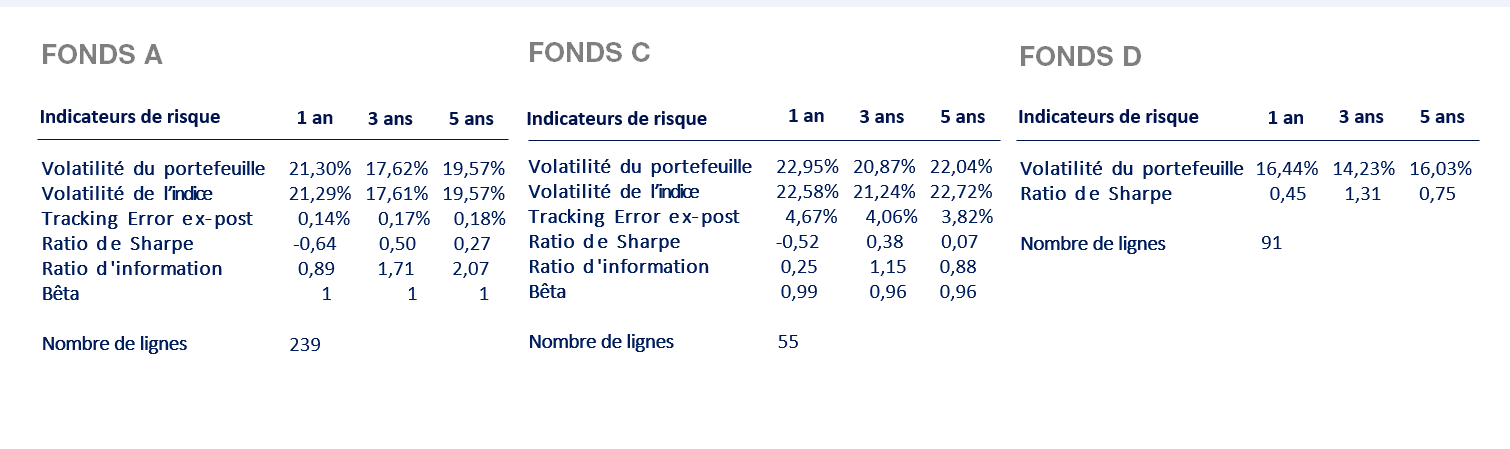 FONDS A
Indicateurs de risque 1 an 3 ans 5 ans
Volatilité du portefeuille 21,30% 17,62% 19,57%
Volatilité de l'indice 21,29% 17,61% 19,57%
Tracking Error ex-post 0,14% 0,17% 0,18%
Ratio de Sharpe -0,64 0,50 0,27
Ratio d'information 0,89 1,71 2,07
Bêta 1 1 1
Nombre de lignes 239
FONDS C
Indicateurs de risque 1 an 3 ans 5 ans
Volatilité du portefeuille 22,95% 20,87% 22,04%
Volatilité de l'indice 22,58% 21,24% 22,72%
Tracking Error ex-post 4,67% 4,06% 3,82%
Ratio de Sharpe -0,52 0,38 0,07
Ratio d'information 0,25 1,15 0,88
Bêta 0,99 0,96 0,96
Nombre de lignes 55
FONDS D
Indicateurs de risque 1 an 3 ans 5 ans
Volatilité du portefeuille 16,44% 14,23% 16,03%
Ratio de Sharpe 0,45 1,31 0,75
Nombre de lignes 91